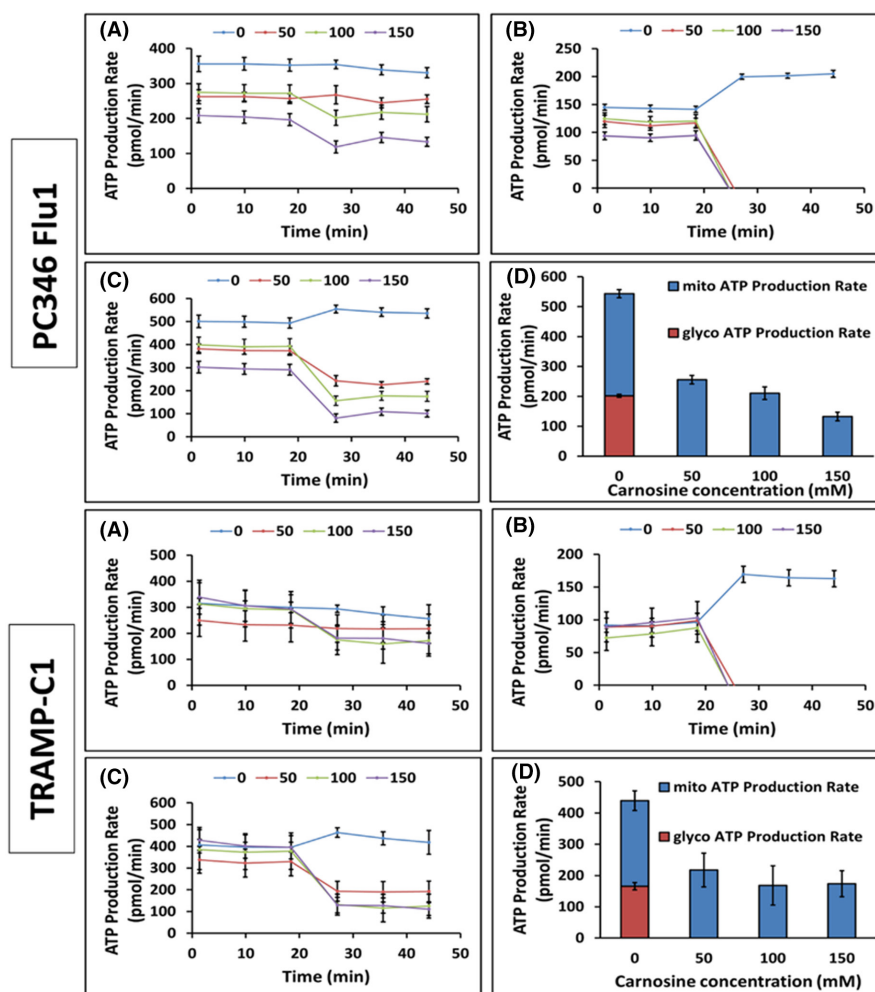 PC346 Flu1
(A)
0 50 100 150
ATP Production Rate
(pmol/min)
400
300
200
100
0
0 10 20 30 40 50
Time (min)
(B)
0 50 100 150
ATP Production Rate
(pmol/min)
250
200
150
100
50
0
0 10 20 30 40 50
Time (min)
(C)
0 50 100 150
ATP Production Rate
(pmol/min)
600
500
400
300
200
100
0
0 10 20 30 40 50
Time (min)
(D)
mito ATP Production Rate
glyco ATP Production Rate
ATP Production Rate
(pmol/min)
600
500
400
300
200
100
0
0 50 100 150
Carnosine concentration (mM)
TRAMP-C1
(A)
0 50 100 150
ATP Production Rate
(pmol/min)
500
400
300
200
100
0
0 10 20 30 40 50
Time (min)
(B)
0 50 100 150
ATP Production Rate
(pmol/min)
200
150
100
50
0
0 10 20 30 40 50
Time (min)
(C)
0 50 100 150
ATP Production Rate
(pmol/min)
600
500
400
300
200
100
0
0 10 20 30 40 50
Time (min)
(D)
mito ATP Production Rate
glyco ATP Production Rate
ATP Production Rate
(pmol/min)
500
400
300
200
100
0
0 50 100 150
Carnosine concentration (mM)